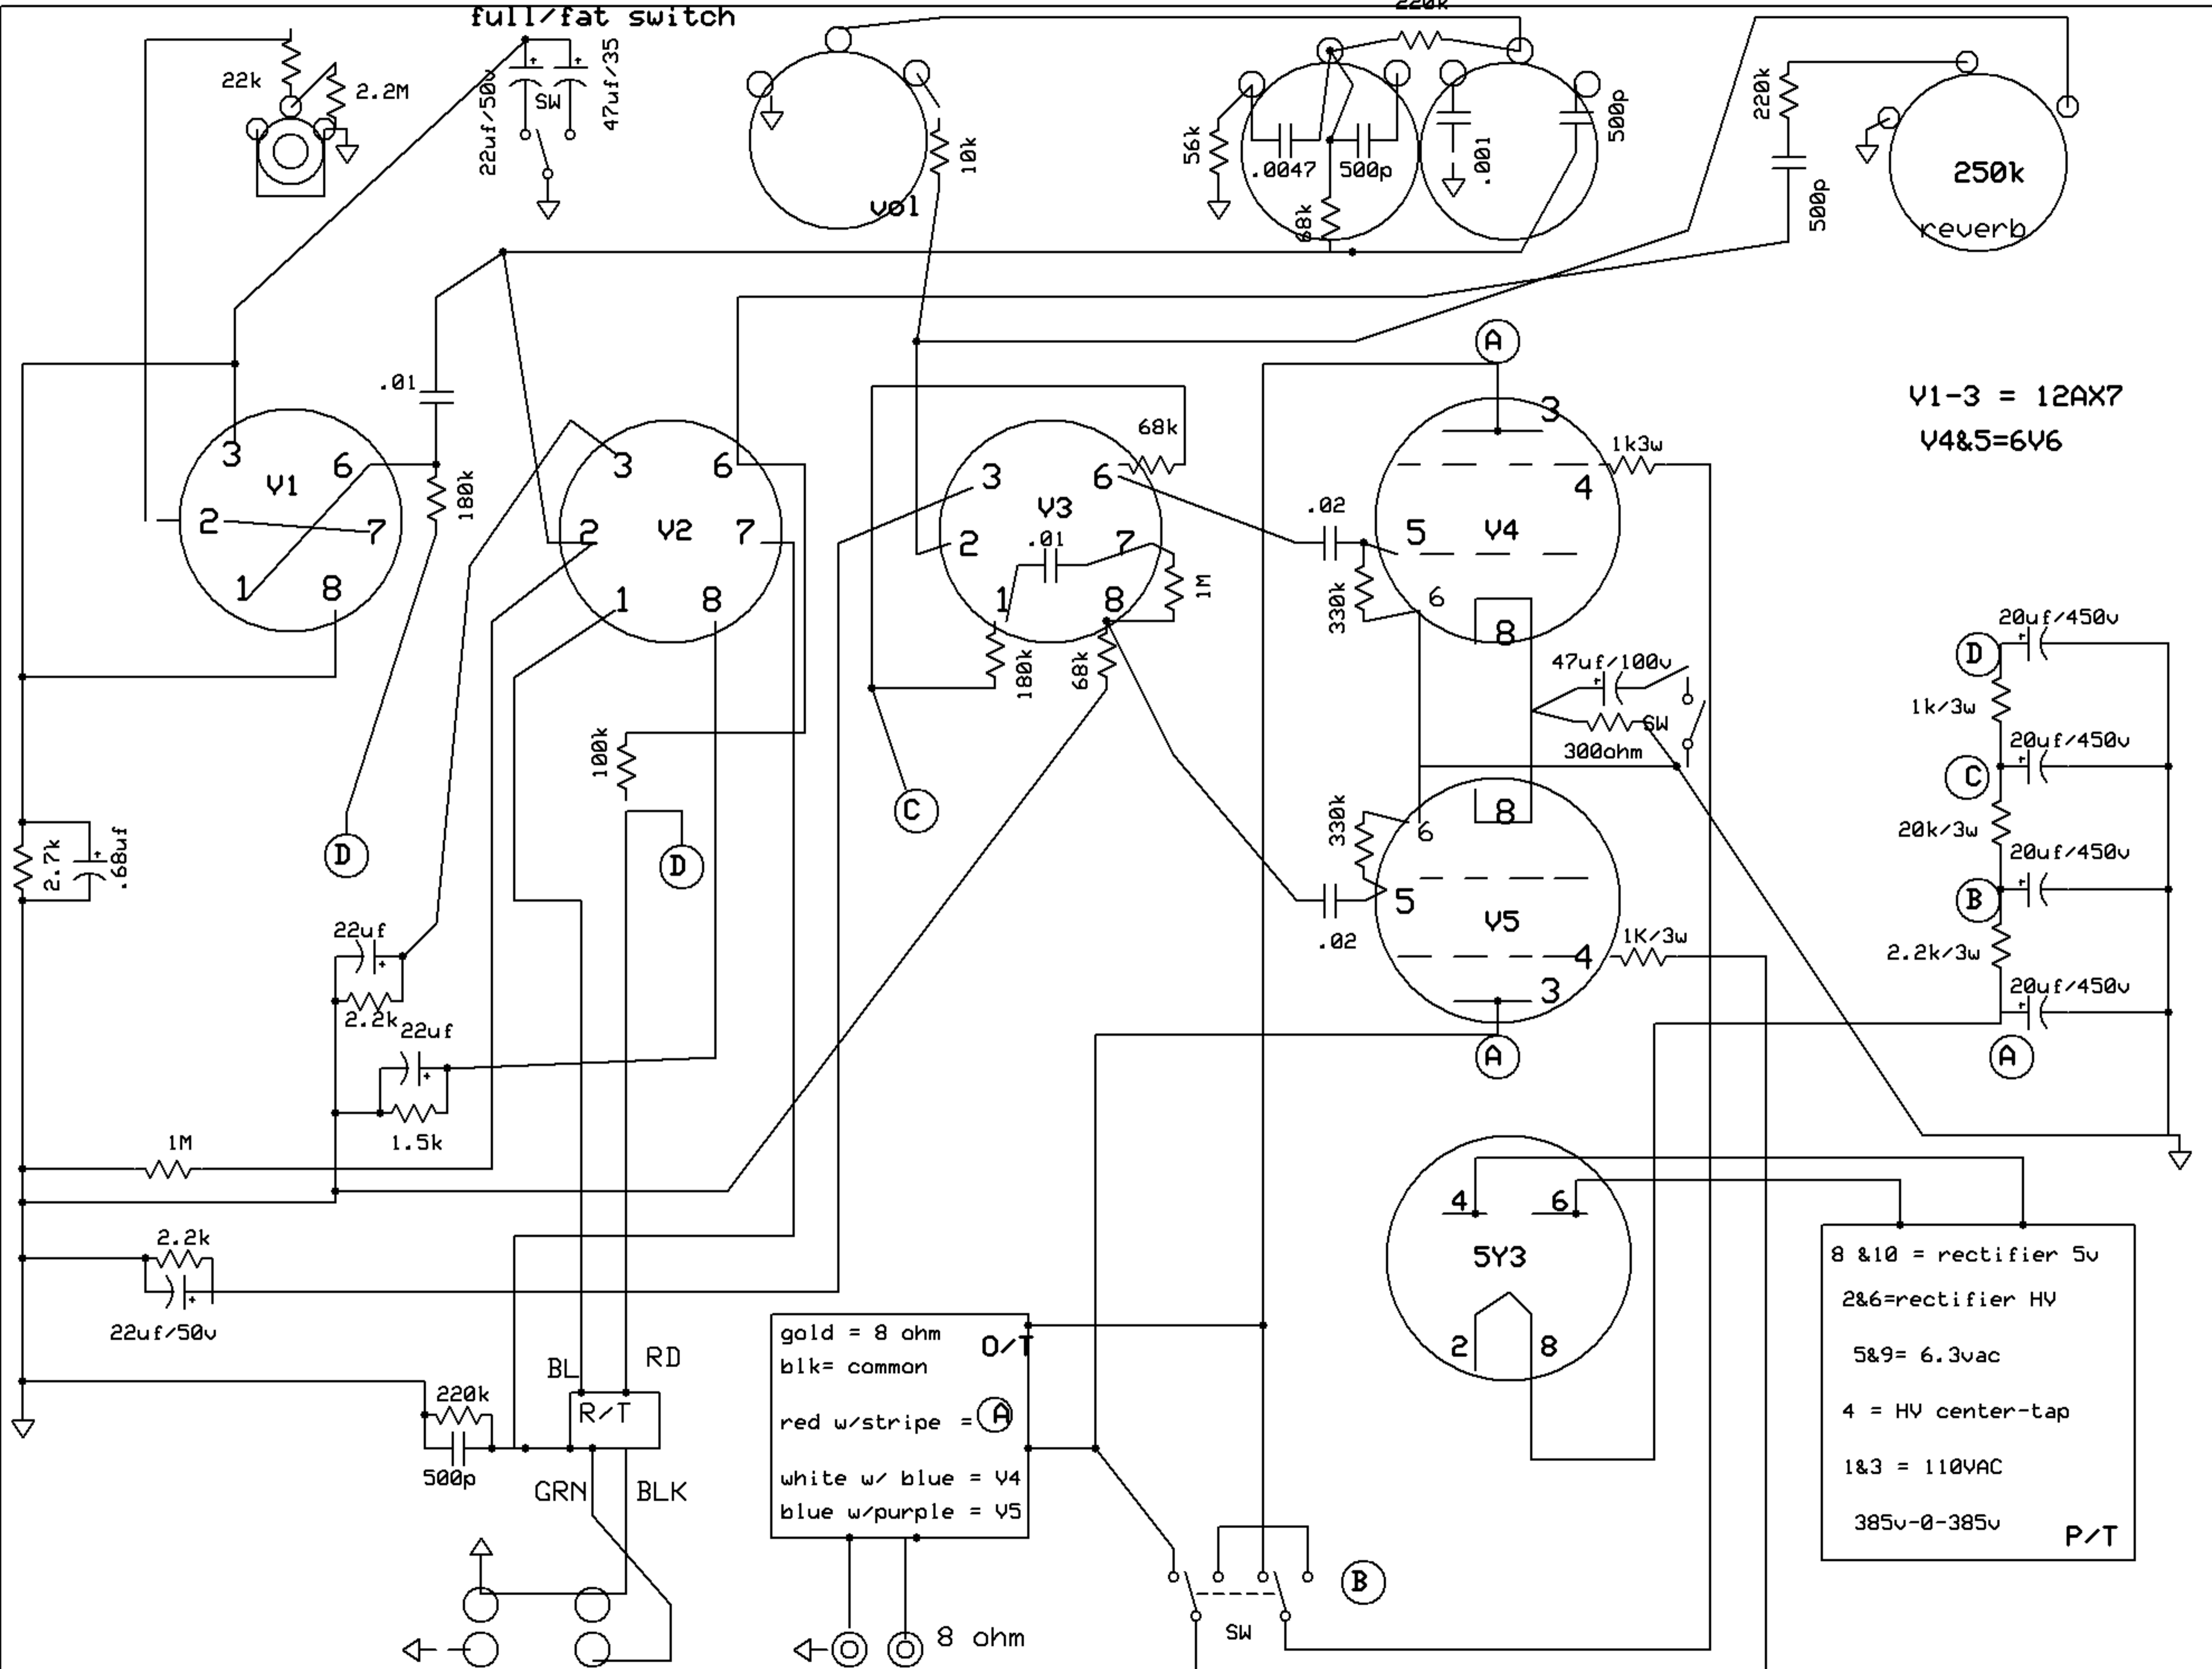 full/fat switch
220k
22k
2.2M
22uf/50v
SW
47uf/35
vol
10k
56k
.0047
500p
68k
.001
500p
220k
500p
250k
reverb
.01
180k
3
6
V1
2
7
1
8
3
6
2
V2
7
1
8
68k
3
6
V3
2
.01
7
1
8
1M
180k
68k
A
3
1k3w
4
.02
5
V4
330k
6
8
V1-3 = 12AX7
V4&5=6V6
47uf/100v
SW
300ohm
330k
8
6
5
V5
.02
1K/3w
4
3
A
20uf/450v
D
1k/3w
20uf/450v
C
20k/3w
20uf/450v
B
2.2k/3w
20uf/450v
A
2.7k
.68uf
D
100k
D
C
22uf
2.2k
22uf
1.5k
1M
2.2k
22uf/50v
220k
500p
BL
RD
R/T
GRN
BLK
gold = 8 ohm
O/T
blk= common
red w/stripe = A
white w/ blue = V4
blue w/purple = V5
8 ohm
SW
B
4
6
5Y3
2
8
8 &10 = rectifier 5v
2&6=rectifier HV
5&9= 6.3vac
4 = HV center-tap
1&3 = 110VAC
385v-0-385v
P/T